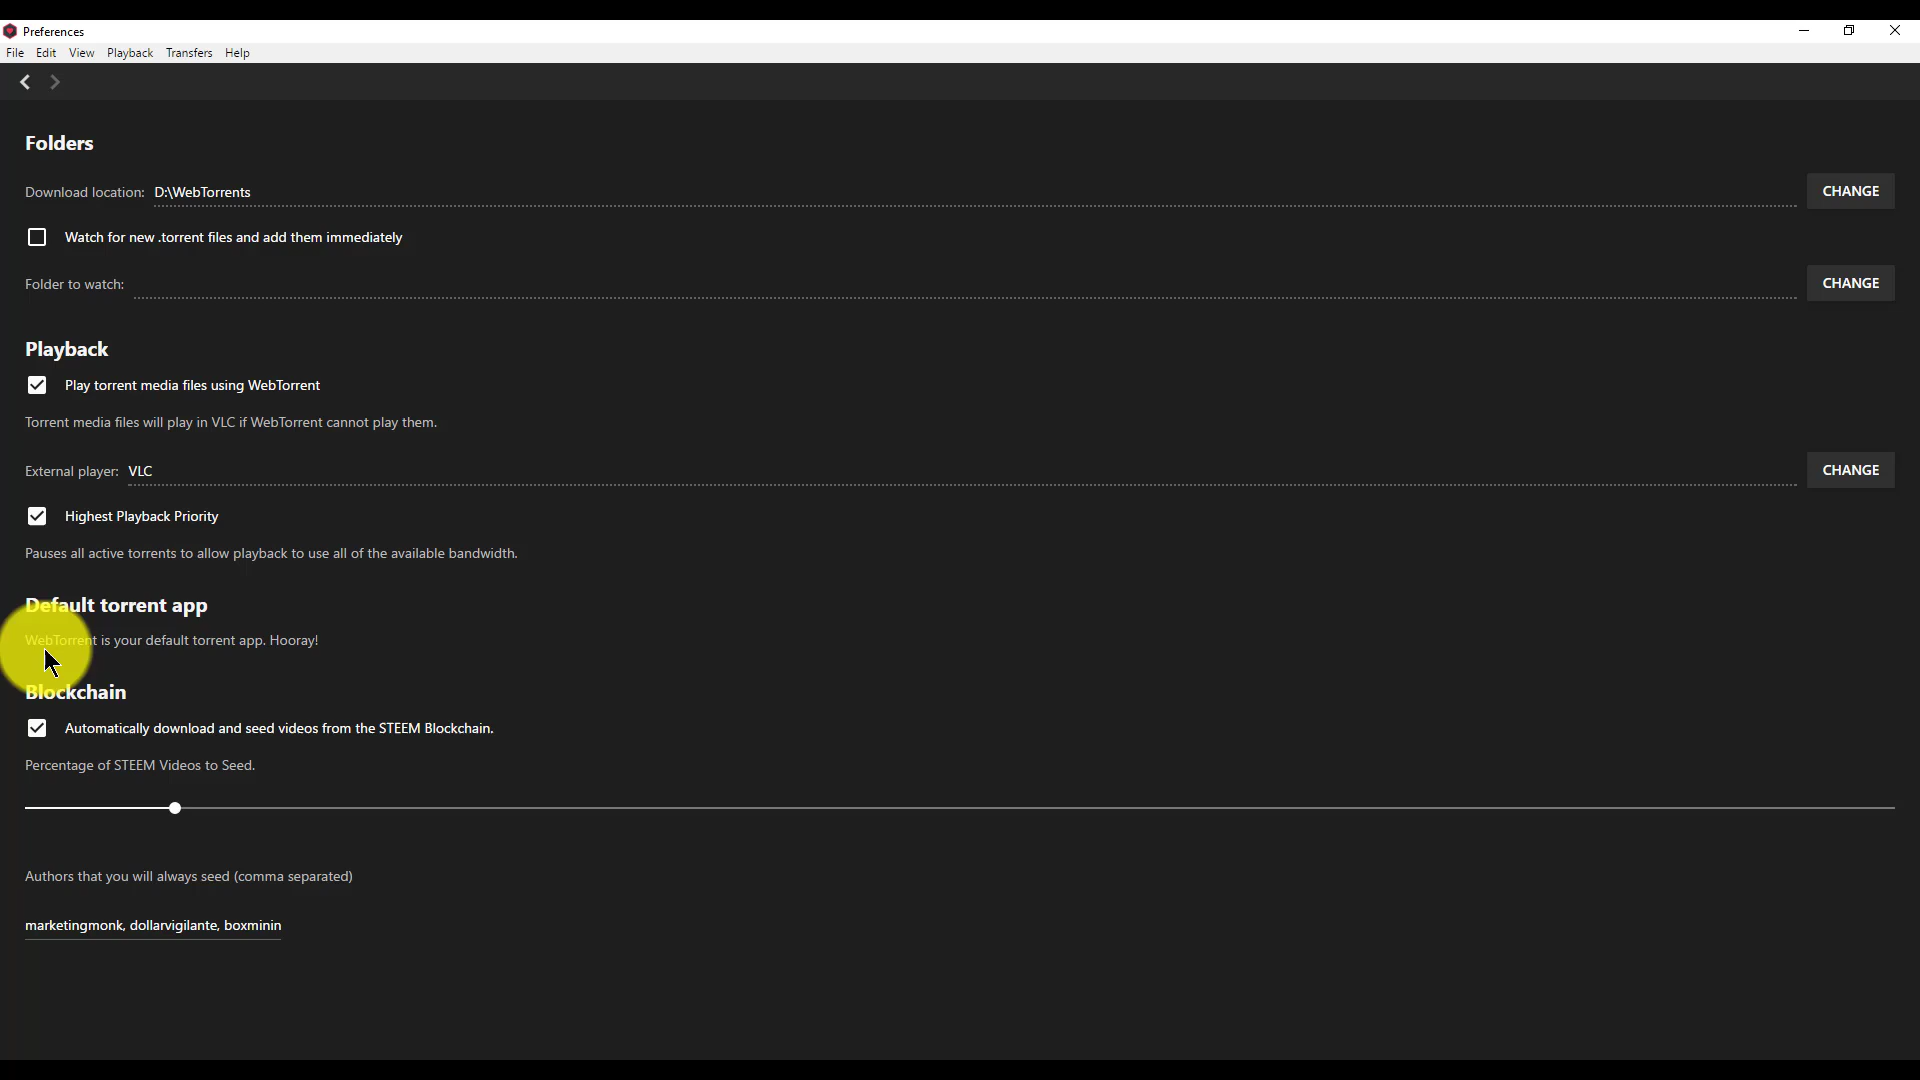 Preferences
File Edit View Playback Transfers Help
Folders
Download location: D:\WebTorrents
CHANGE
Watch for new .torrent files and add them immediately
Folder to watch:
CHANGE
Playback
Play torrent media files using WebTorrent
Torrent media files will play in VLC if WebTorrent cannot play them.
External player: VLC
CHANGE
Highest Playback Priority
Pauses all active torrents to allow playback to use all of the available bandwidth.
Default torrent app
WebTorrent is your default torrent app. Hooray!
Blockchain
Automatically download and seed videos from the STEEM Blockchain.
Percentage of STEEM Videos to Seed.
Authors that you will always seed (comma separated)
marketingmonk, dollarvigilante, boxminin